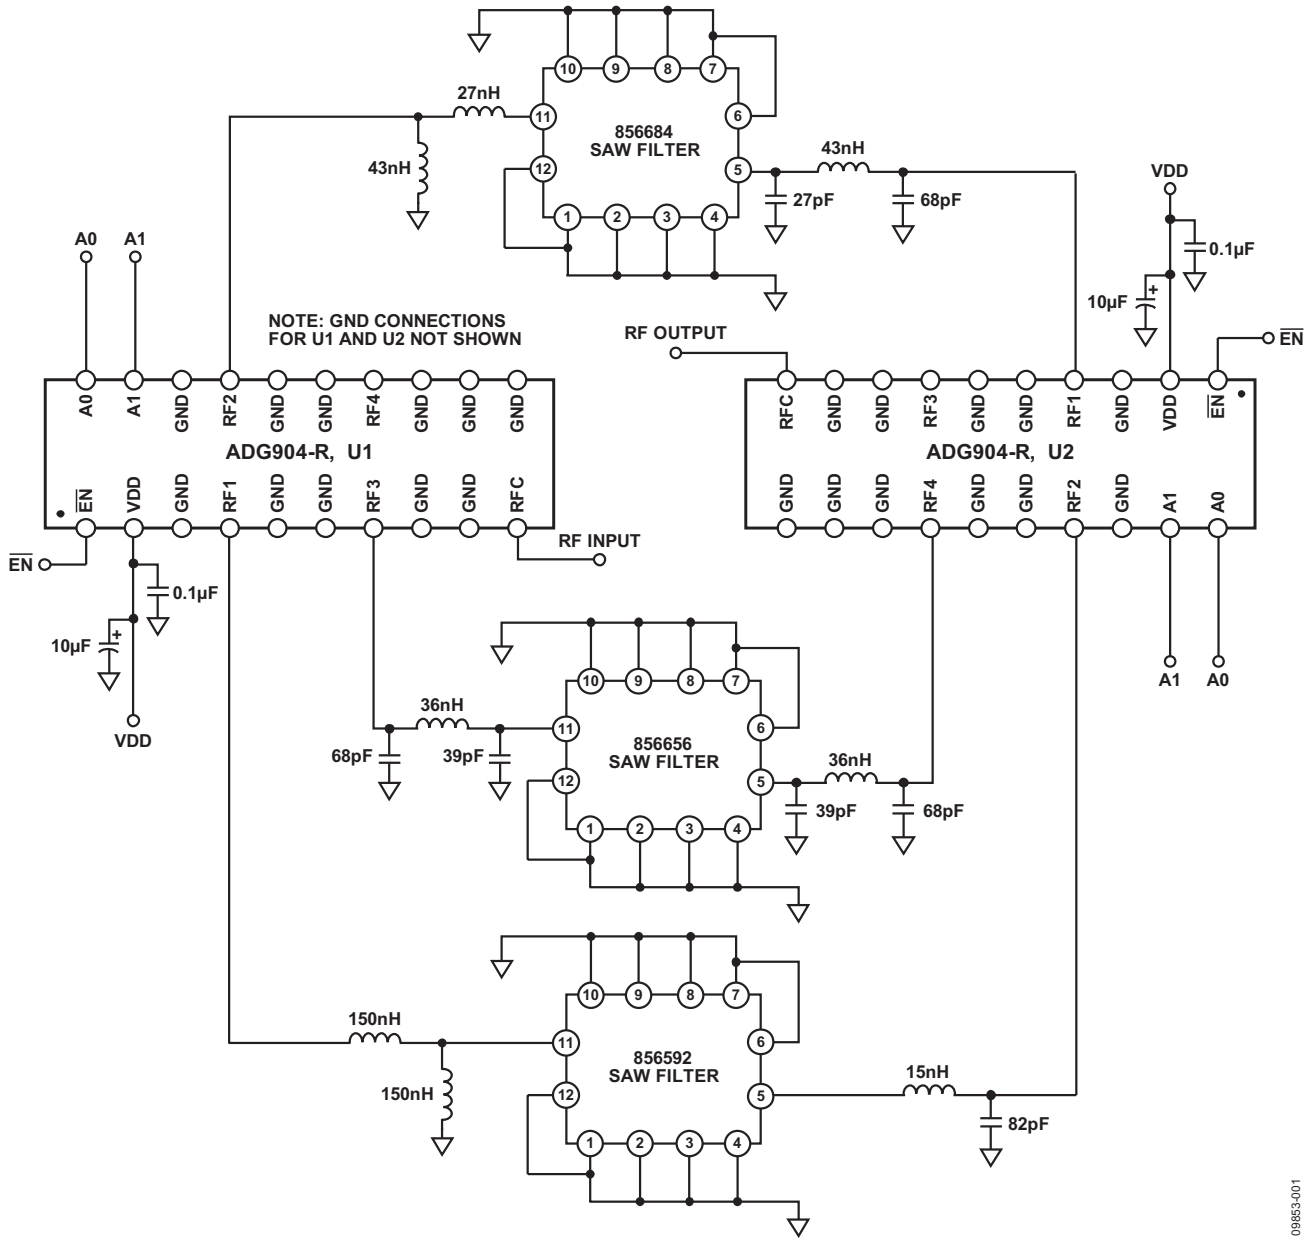 10
9
8
7
27nH
11
6
856684
SAW FILTER
43nH
43nH
12
5
VDD
27pF
68pF
1
2
3
4
A0
A1
0.1µF
10µF
+
NOTE: GND CONNECTIONS
FOR U1 AND U2 NOT SHOWN
RF OUTPUT
EN
A0
A1
GND
RF2
GND
GND
RF4
GND
GND
GND
RFC
GND
RF3
GND
GND
RF1
GND
VDD
EN
ADG904-R, U1
ADG904-R, U2
EN
VDD
GND
RF1
GND
GND
RF3
GND
GND
RFC
GND
GND
GND
RF4
GND
GND
RF2
GND
A1
A0
RF INPUT
EN
0.1µF
10µF
+
VDD
A1
A0
10
9
8
7
36nH
11
6
856656
SAW FILTER
68pF
39pF
36nH
12
5
39pF
68pF
1
2
3
4
10
9
8
7
150nH
11
6
856592
SAW FILTER
15nH
150nH
12
5
82pF
1
2
3
4
09853-001